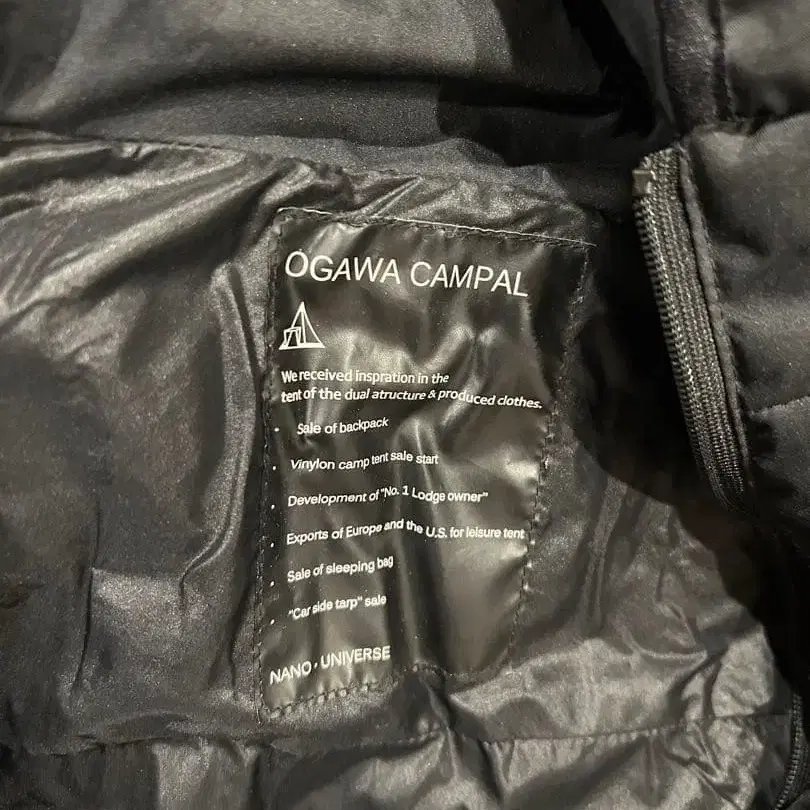 OGAWA CAMPAL
We received inspration in the
tent of the dual atructure & produced clothes.
• Sale of backpack
• Vinylon camp tent sale start
• Development of "No. 1 Lodge owner"
• Exports of Europe and the U.S. for leisure tent
• Sale of sleeping bag
• "Car side tarp" sale
NANO・UNIVERSE